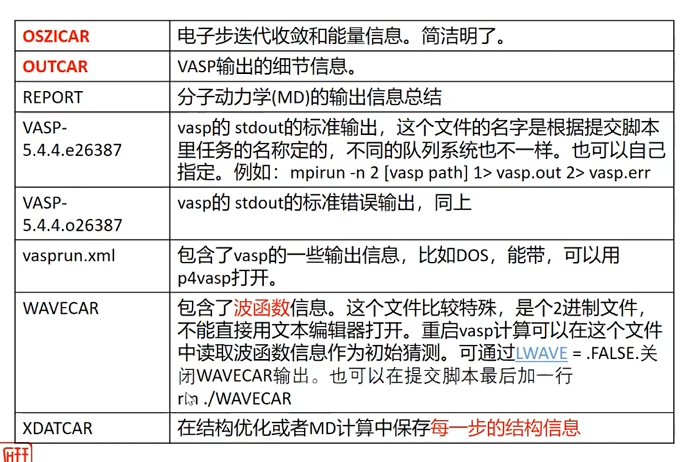 OSZICAR 电子步迭代收敛和能量信息。简洁明了。
OUTCAR VASP输出的细节信息。
REPORT 分子动力学(MD)的输出信息总结
VASP-
5.4.4.e26387
vasp的 stdout的标准输出，这个文件的名字是根据提交脚本
里任务的名称定的，不同的队列系统也不一样。也可以自己
指定。例如：mpirun -n 2 [vasp path] 1> vasp.out 2> vasp.err
VASP-
5.4.4.o26387
vasp的 stdout的标准错误输出，同上
vasprun.xml 包含了vasp的一些输出信息，比如DOS，能带，可以用
p4vasp打开。
WAVECAR 包含了波函数信息。这个文件比较特殊，是个2进制文件，
不能直接用文本编辑器打开。重启vasp计算可以在这个文件
中读取波函数信息作为初始猜测。可通过LWAVE = .FALSE.关
闭WAVECAR输出。也可以在提交脚本最后加一行
rm ./WAVECAR
XDATCAR 在结构优化或者MD计算中保存每一步的结构信息